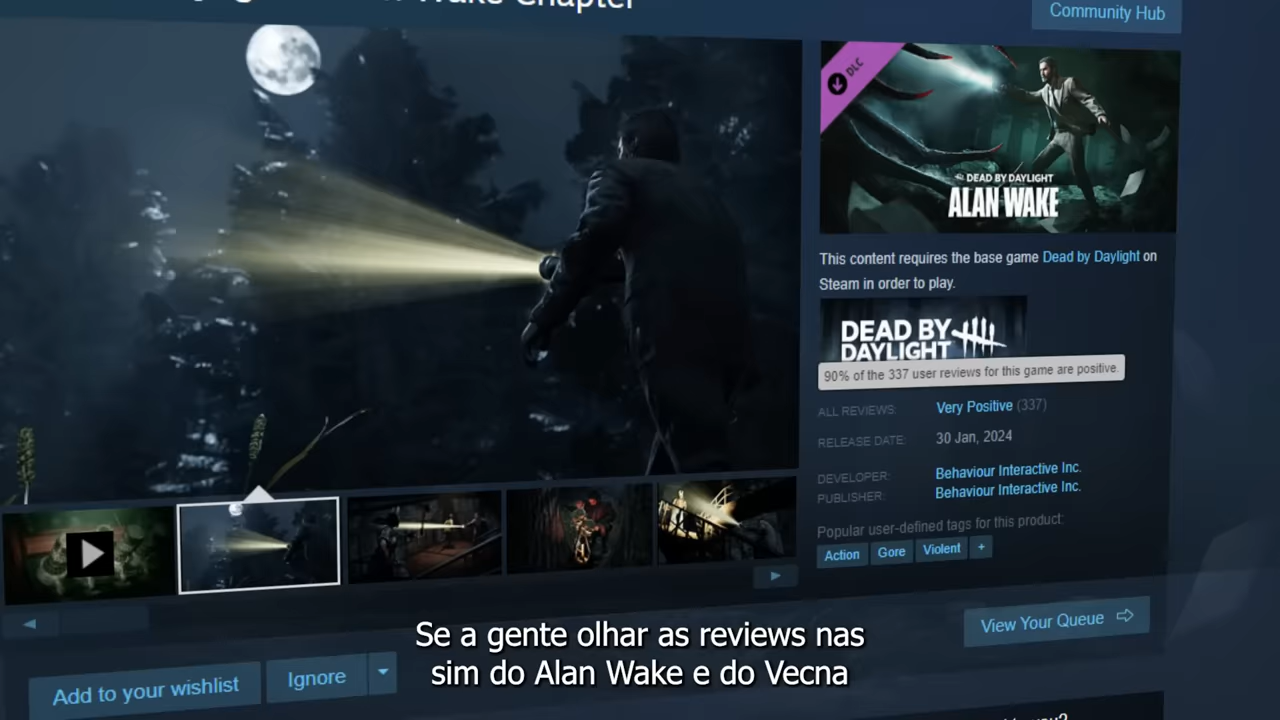 Wake Chapter
Community Hub
DLC
DEAD BY DAYLIGHT
ALAN WAKE
This content requires the base game Dead by Daylight on
Steam in order to play.
DEAD BY
DAYLIGHT
90% of the 337 user reviews for this game are positive.
ALL REVIEWS: Very Positive (337)
RELEASE DATE: 30 Jan, 2024
DEVELOPER: Behaviour Interactive Inc.
PUBLISHER: Behaviour Interactive Inc.
Popular user-defined tags for this product:
Action Gore Violent +
View Your Queue
Add to your wishlist Ignore
Se a gente olhar as reviews nas
sim do Alan Wake e do Vecna